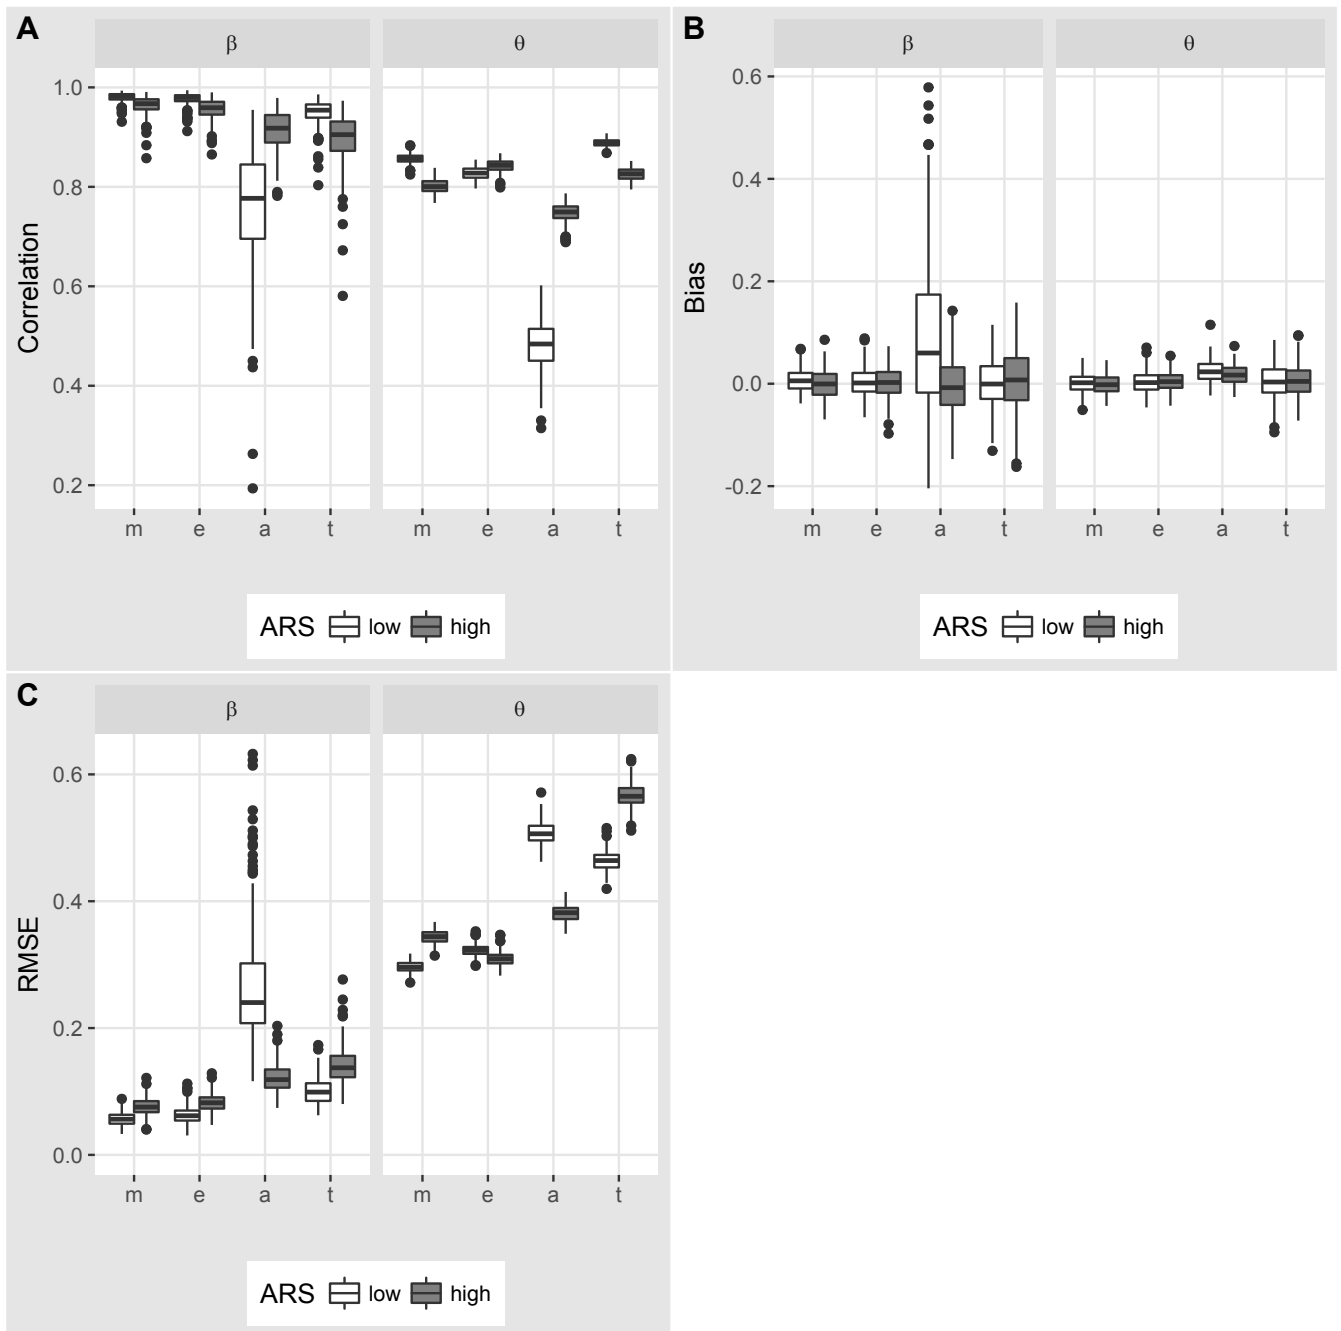 A
β θ
1.0
0.8
0.6
0.4
0.2
Correlation
m e a t m e a t
ARS low high
B
β θ
0.6
0.4
0.2
0.0
-0.2
Bias
m e a t m e a t
ARS low high
C
β θ
0.6
0.4
0.2
0.0
RMSE
m e a t m e a t
ARS low high